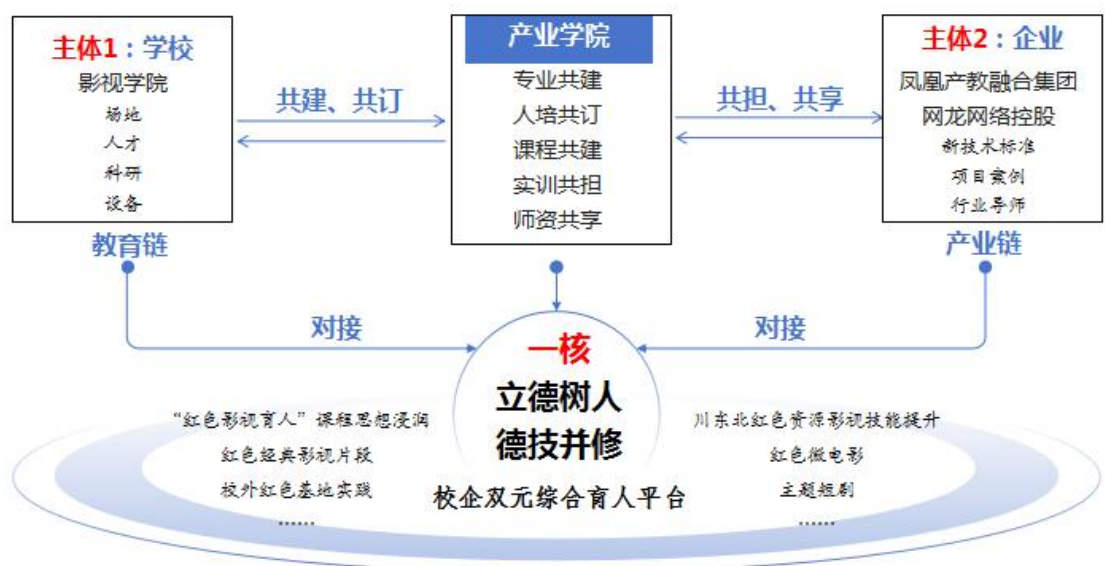 主体1：学校
影视学院
场地
人才
科研
设备
教育链
共建、共订
产业学院
专业共建
人培共订
课程共建
实训共担
师资共享
共担、共享
主体2：企业
凤凰产教融合集团
网龙网络控股
新技术标准
项目案例
行业导师
产业链
对接
对接
一核
立德树人
德技并修
校企双元综合育人平台
“红色影视育人”课程思想浸润
红色经典影视片段
校外红色基地实践
……
川东北红色资源影视技能提升
红色微电影
主题短剧
……